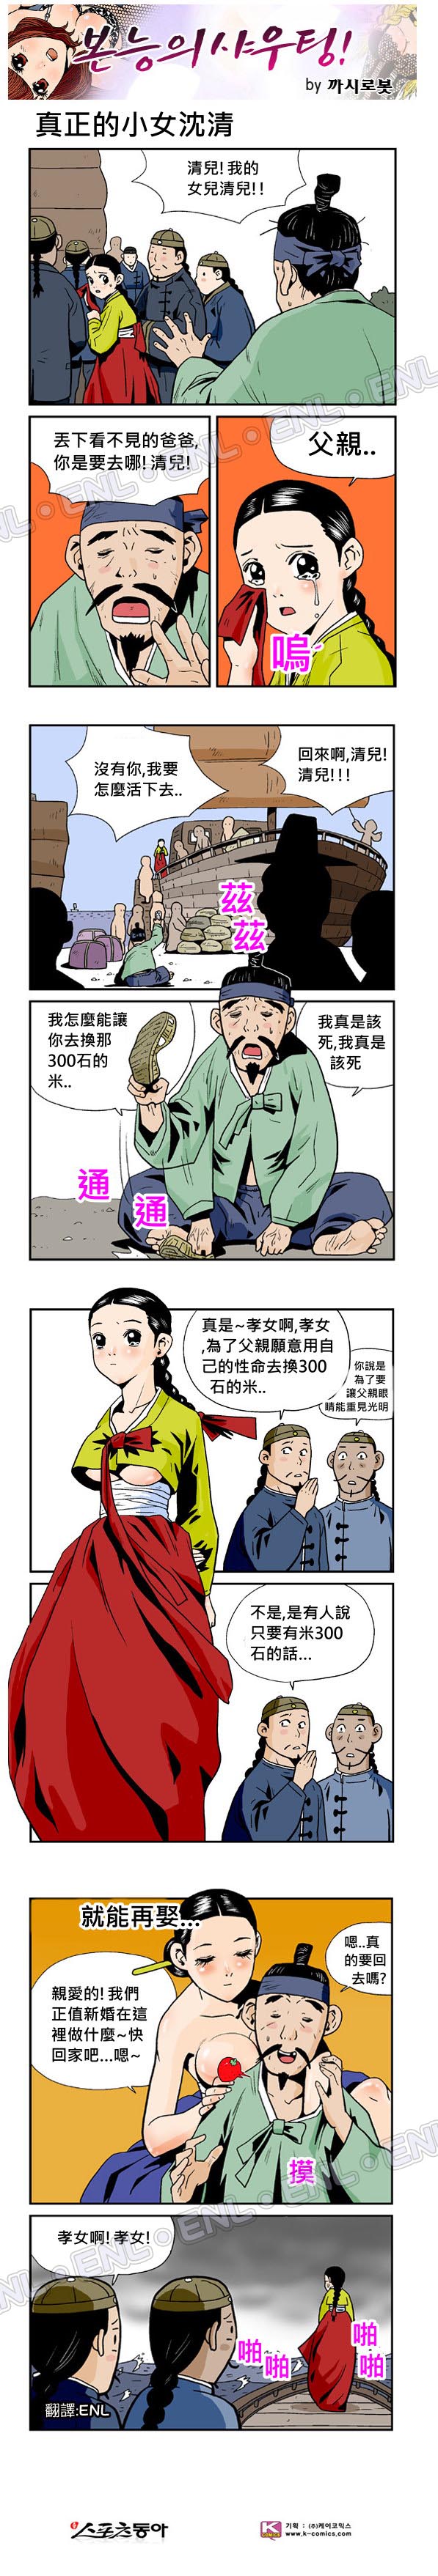 본능의 샤우팅!
by 까시로봇
真正的小女沈清
清兒! 我的
女兒清兒!!
丟下看不見的爸爸,
你是要去哪! 清兒!
父親..
嗚
沒有你,我要
怎麼活下去..
回來啊,清兒!
清兒!!!
茲
茲
我怎麼能讓
你去換那
300石的
米..
我真是該
死,我真是
該死
通
通
真是~孝女啊,孝女
,為了父親願意用自
己的性命去換300
石的米..
你說是
為了要
讓父親眼
睛能重見光明
不是,是有人說
只要有米300
石的話...
就能再娶...
親愛的! 我們
正值新婚在這
裡做什麼~快
回家吧...嗯~
嗯..真
的要回
去嗎?
摸
孝女啊! 孝女!
啪
啪
啪
啪
翻譯:ENL
ENL
스포츠동아
K
COMICS
기획 : (주)케이코믹스
www.k-comics.com